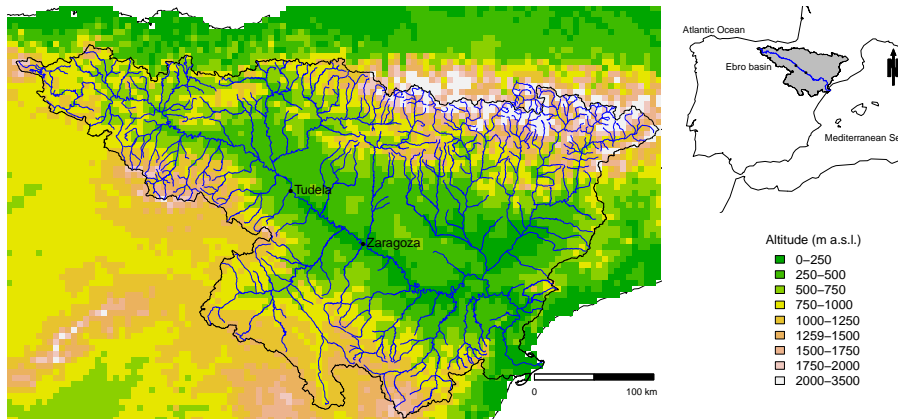 Atlantic Ocean
Ebro basin
Mediterranean Se
Tudela
Zaragoza
0
100 km
Altitude (m a.s.l.)
0–250
250–500
500–750
750–1000
1000–1250
1259–1500
1500–1750
1750–2000
2000–3500